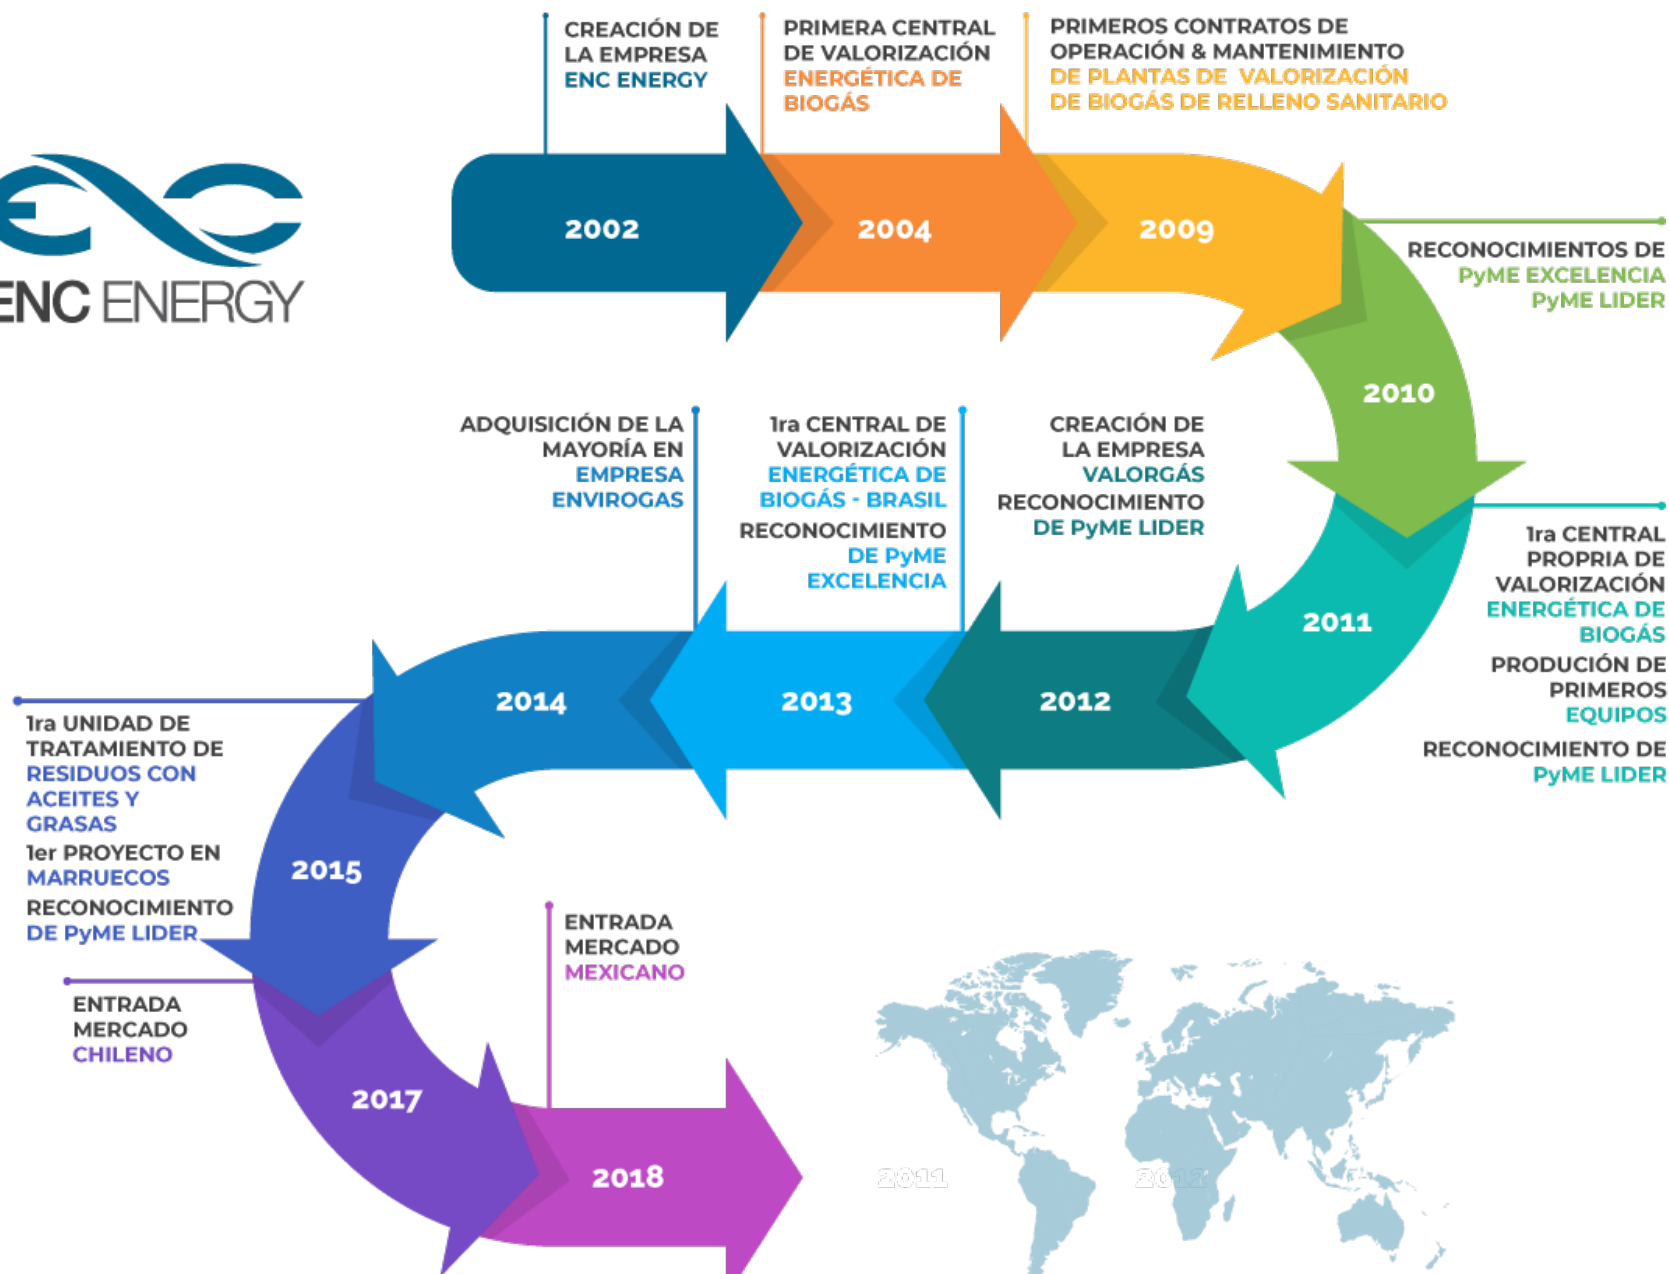 CREACIÓN DE
LA EMPRESA
ENC ENERGY
PRIMERA CENTRAL
DE VALORIZACIÓN
ENERGÉTICA DE
BIOGÁS
PRIMEROS CONTRATOS DE
OPERACIÓN & MANTENIMIENTO
DE PLANTAS DE VALORIZACIÓN
DE BIOGÁS DE RELLENO SANITARIO
ENC ENERGY
2002
2004
2009
RECONOCIMIENTOS DE
PyME EXCELENCIA
PyME LIDER
2010
ADQUISICIÓN DE LA
MAYORÍA EN
EMPRESA
ENVIROGAS
1ra CENTRAL DE
VALORIZACIÓN
ENERGÉTICA DE
BIOGÁS - BRASIL
RECONOCIMIENTO
DE PyME
EXCELENCIA
CREACIÓN DE
LA EMPRESA
VALORGÁS
RECONOCIMIENTO
DE PyME LIDER
1ra CENTRAL
PROPRIA DE
VALORIZACIÓN
ENERGÉTICA DE
BIOGÁS
PRODUCIÓN DE
PRIMEROS
EQUIPOS
RECONOCIMIENTO DE
PyME LIDER
2011
2014
2013
2012
1ra UNIDAD DE
TRATAMIENTO DE
RESIDUOS CON
ACEITES Y
GRASAS
1er PROYECTO EN
MARRUECOS
RECONOCIMIENTO
DE PyME LIDER
2015
ENTRADA
MERCADO
CHILENO
ENTRADA
MERCADO
MEXICANO
2017
2018
2011
2012